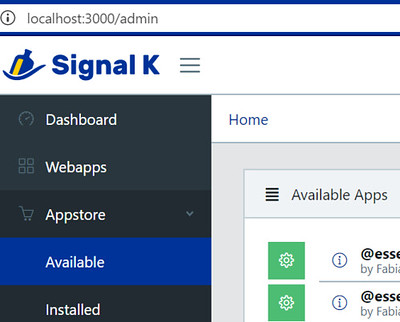 localhost:3000/admin
Signal K
Dashboard
Home
Webapps
Appstore
Available Apps
Available
@esse
by Fabia
Installed
@esse
by Fabia